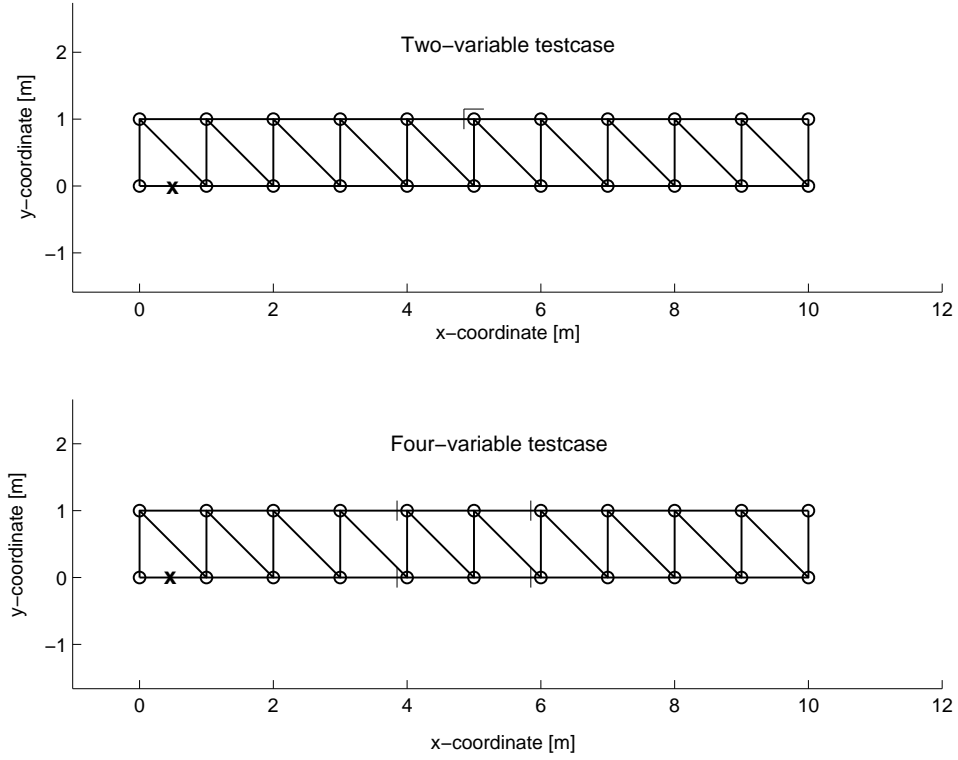 Two−variable testcase
2
1
0
−1
y−coordinate [m]
x
0 2 4 6 8 10 12
x−coordinate [m]
Four−variable testcase
2
1
0
−1
y−coordinate [m]
x
0 2 4 6 8 10 12
x−coordinate [m]